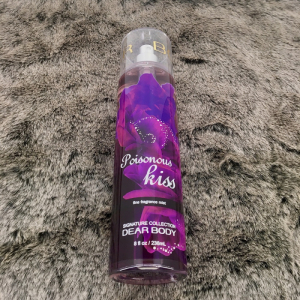 Poisonous
kiss
fine fragrance mist
SIGNATURE COLLECTION
DEAR BODY
8 fl oz / 236mL